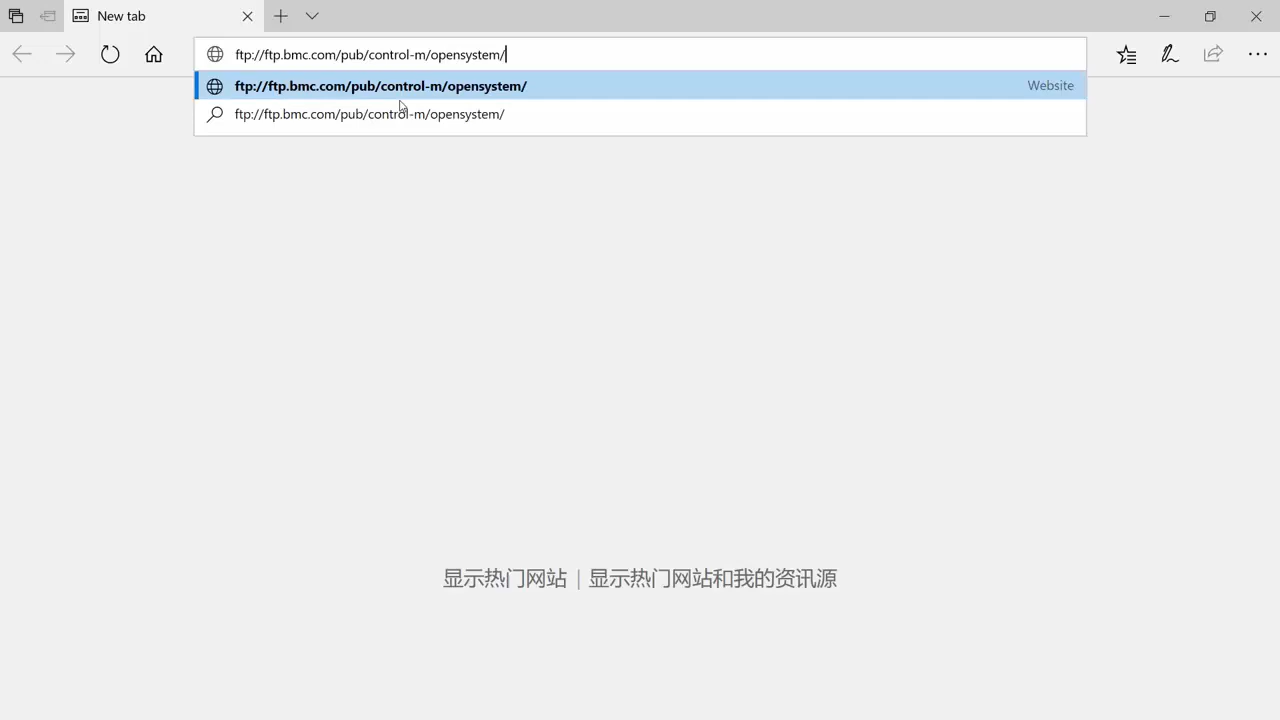 New tab
ftp://ftp.bmc.com/pub/control-m/opensystem/
ftp://ftp.bmc.com/pub/control-m/opensystem/ Website
ftp://ftp.bmc.com/pub/control-m/opensystem/
显示热门网站 | 显示热门网站和我的资讯源